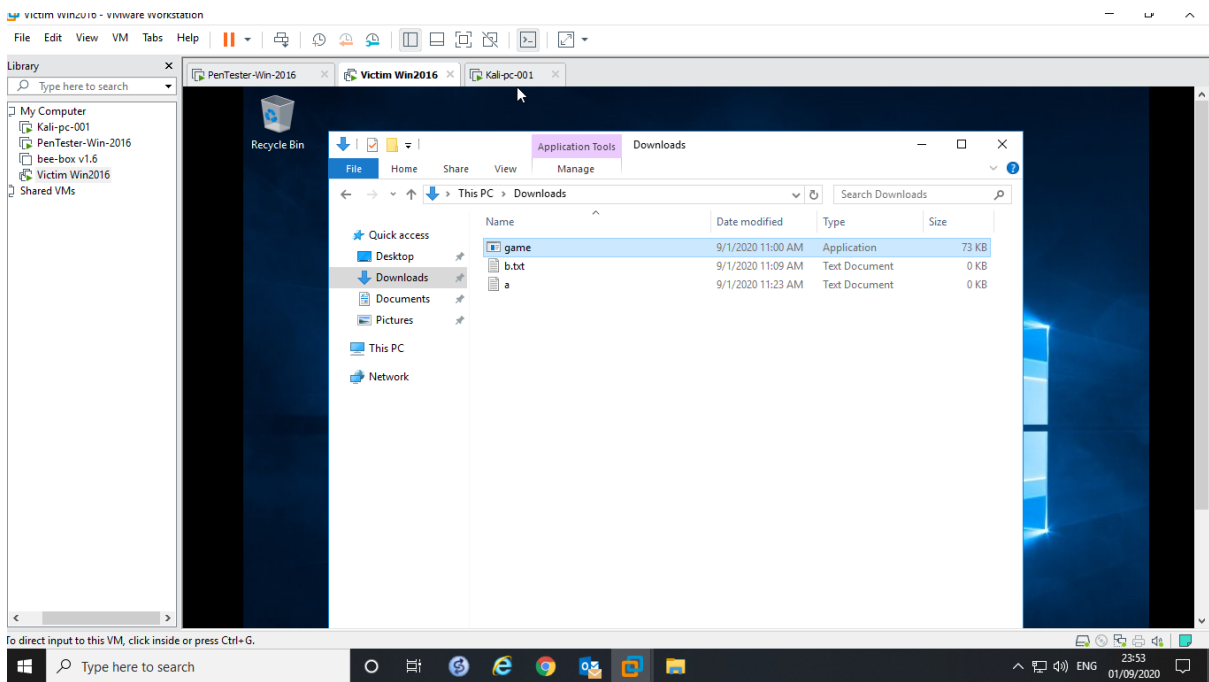 Victim Win2016 - VMware Workstation
File Edit View VM Tabs Help
Library
Type here to search
My Computer
Kali-pc-001
PenTester-Win-2016
bee-box v1.6
Victim Win2016
Shared VMs
PenTester-Win-2016 Victim Win2016 Kali-pc-001
Recycle Bin
Application Tools Downloads
File Home Share View Manage
This PC > Downloads Search Downloads
Quick access
Desktop
Downloads
Documents
Pictures
This PC
Network
Name Date modified Type Size
game 9/1/2020 11:00 AM Application 73 KB
b.txt 9/1/2020 11:09 AM Text Document 0 KB
a 9/1/2020 11:23 AM Text Document 0 KB
To direct input to this VM, click inside or press Ctrl+G.
Type here to search
ENG
23:53
01/09/2020